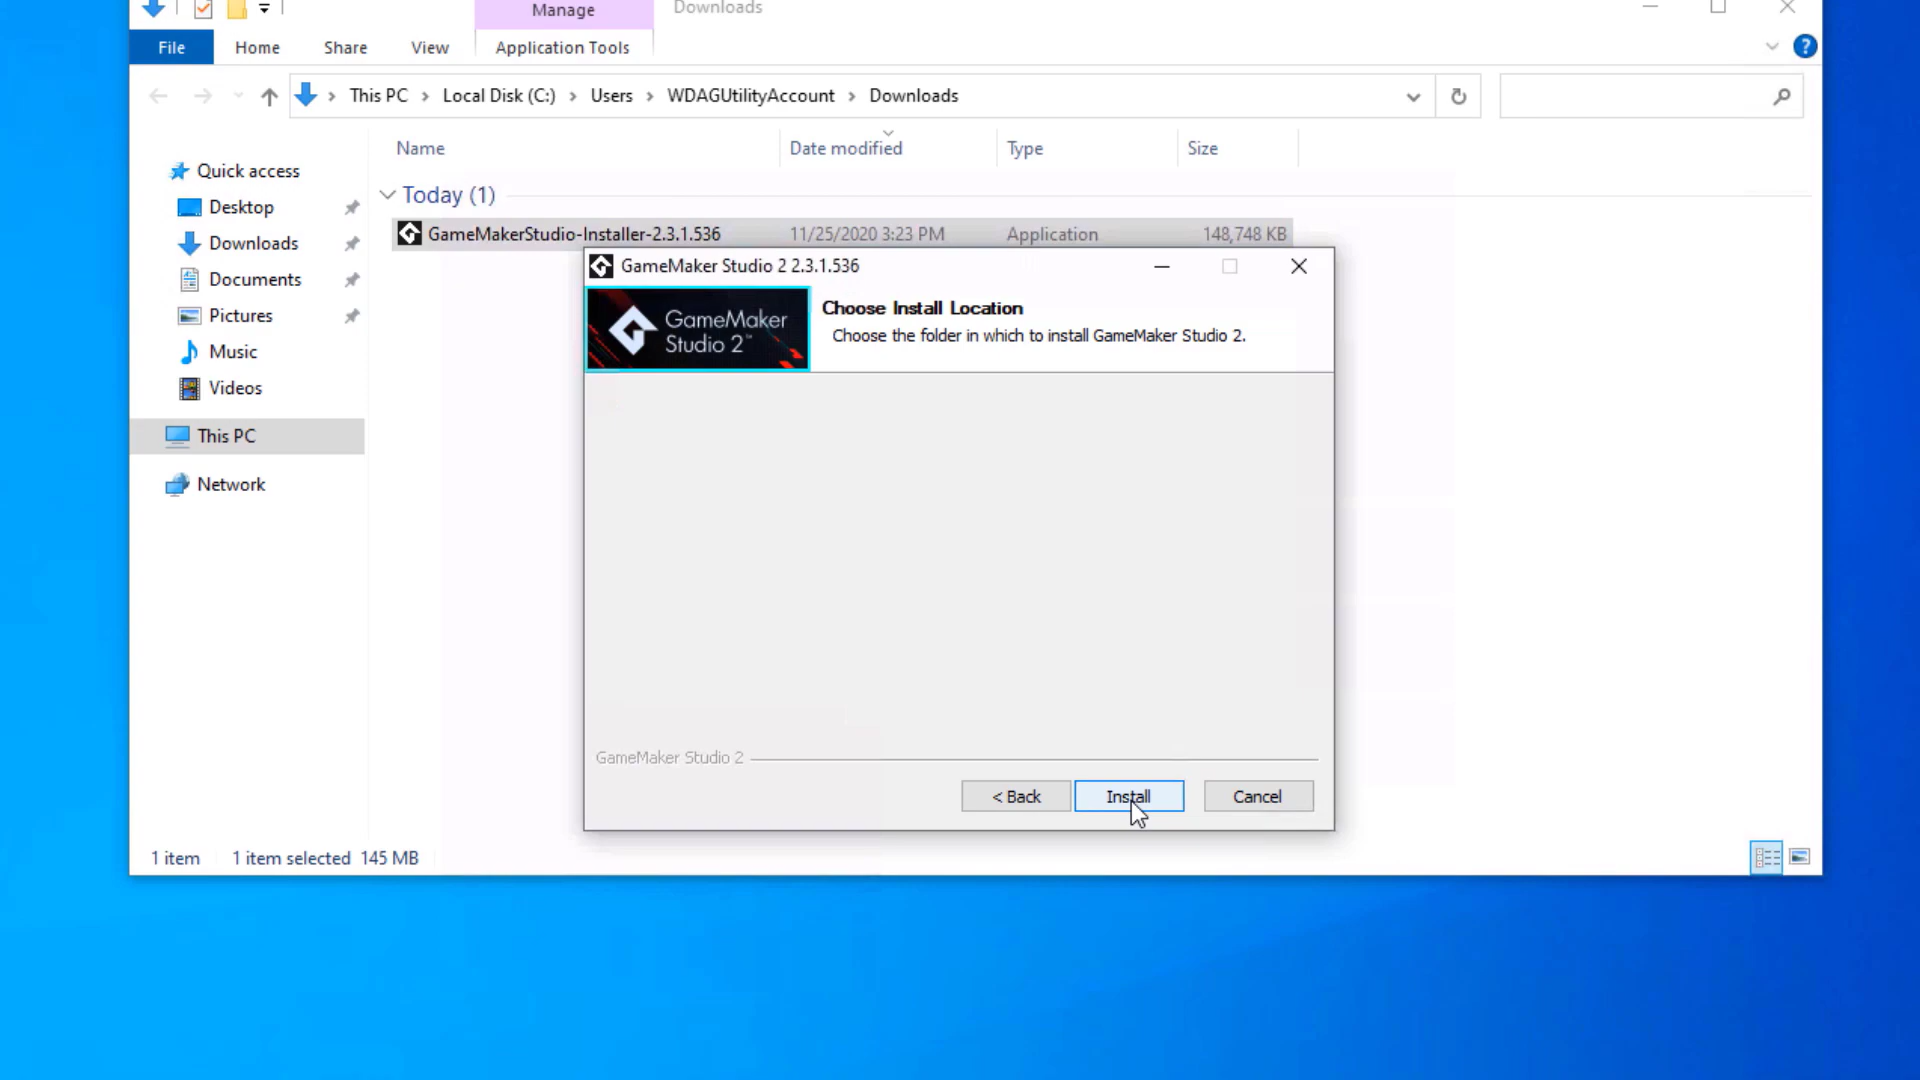 Manage
Downloads
File
Home
Share
View
Application Tools
This PC
Local Disk (C:)
Users
WDAGUtilityAccount
Downloads
Name
Date modified
Type
Size
Quick access
Desktop
Downloads
Documents
Pictures
Music
Videos
This PC
Network
Today (1)
GameMakerStudio-Installer-2.3.1.536
11/25/2020 3:23 PM
Application
148,748 KB
GameMaker Studio 2 2.3.1.536
GameMaker
Studio 2™
Choose Install Location
Choose the folder in which to install GameMaker Studio 2.
GameMaker Studio 2
< Back
Install
Cancel
1 item
1 item selected 145 MB